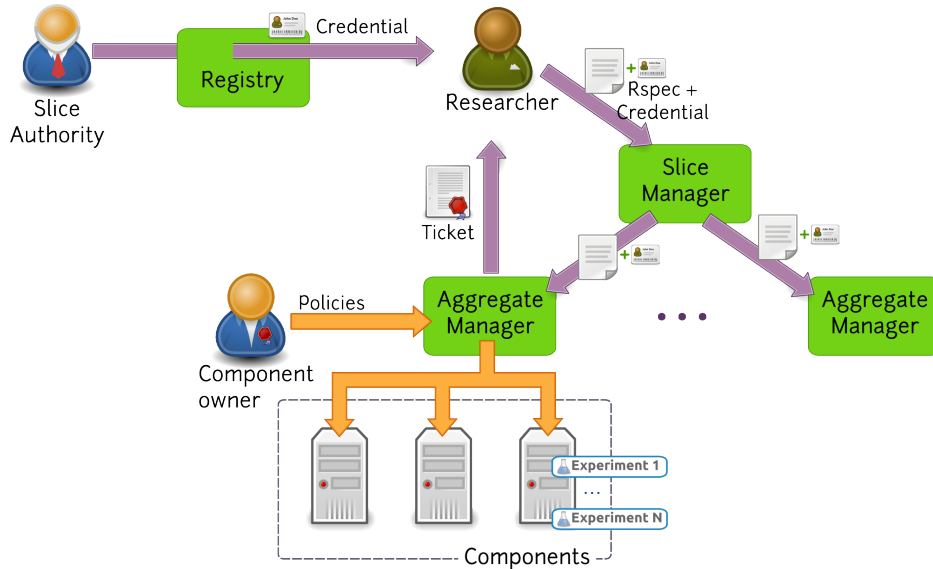 Credential
Registry
Slice
Authority
Researcher
Rspec +
Credential
Slice
Manager
Ticket
Policies
Aggregate
Manager
Aggregate
Manager
Component
owner
Experiment 1
...
Experiment N
Components